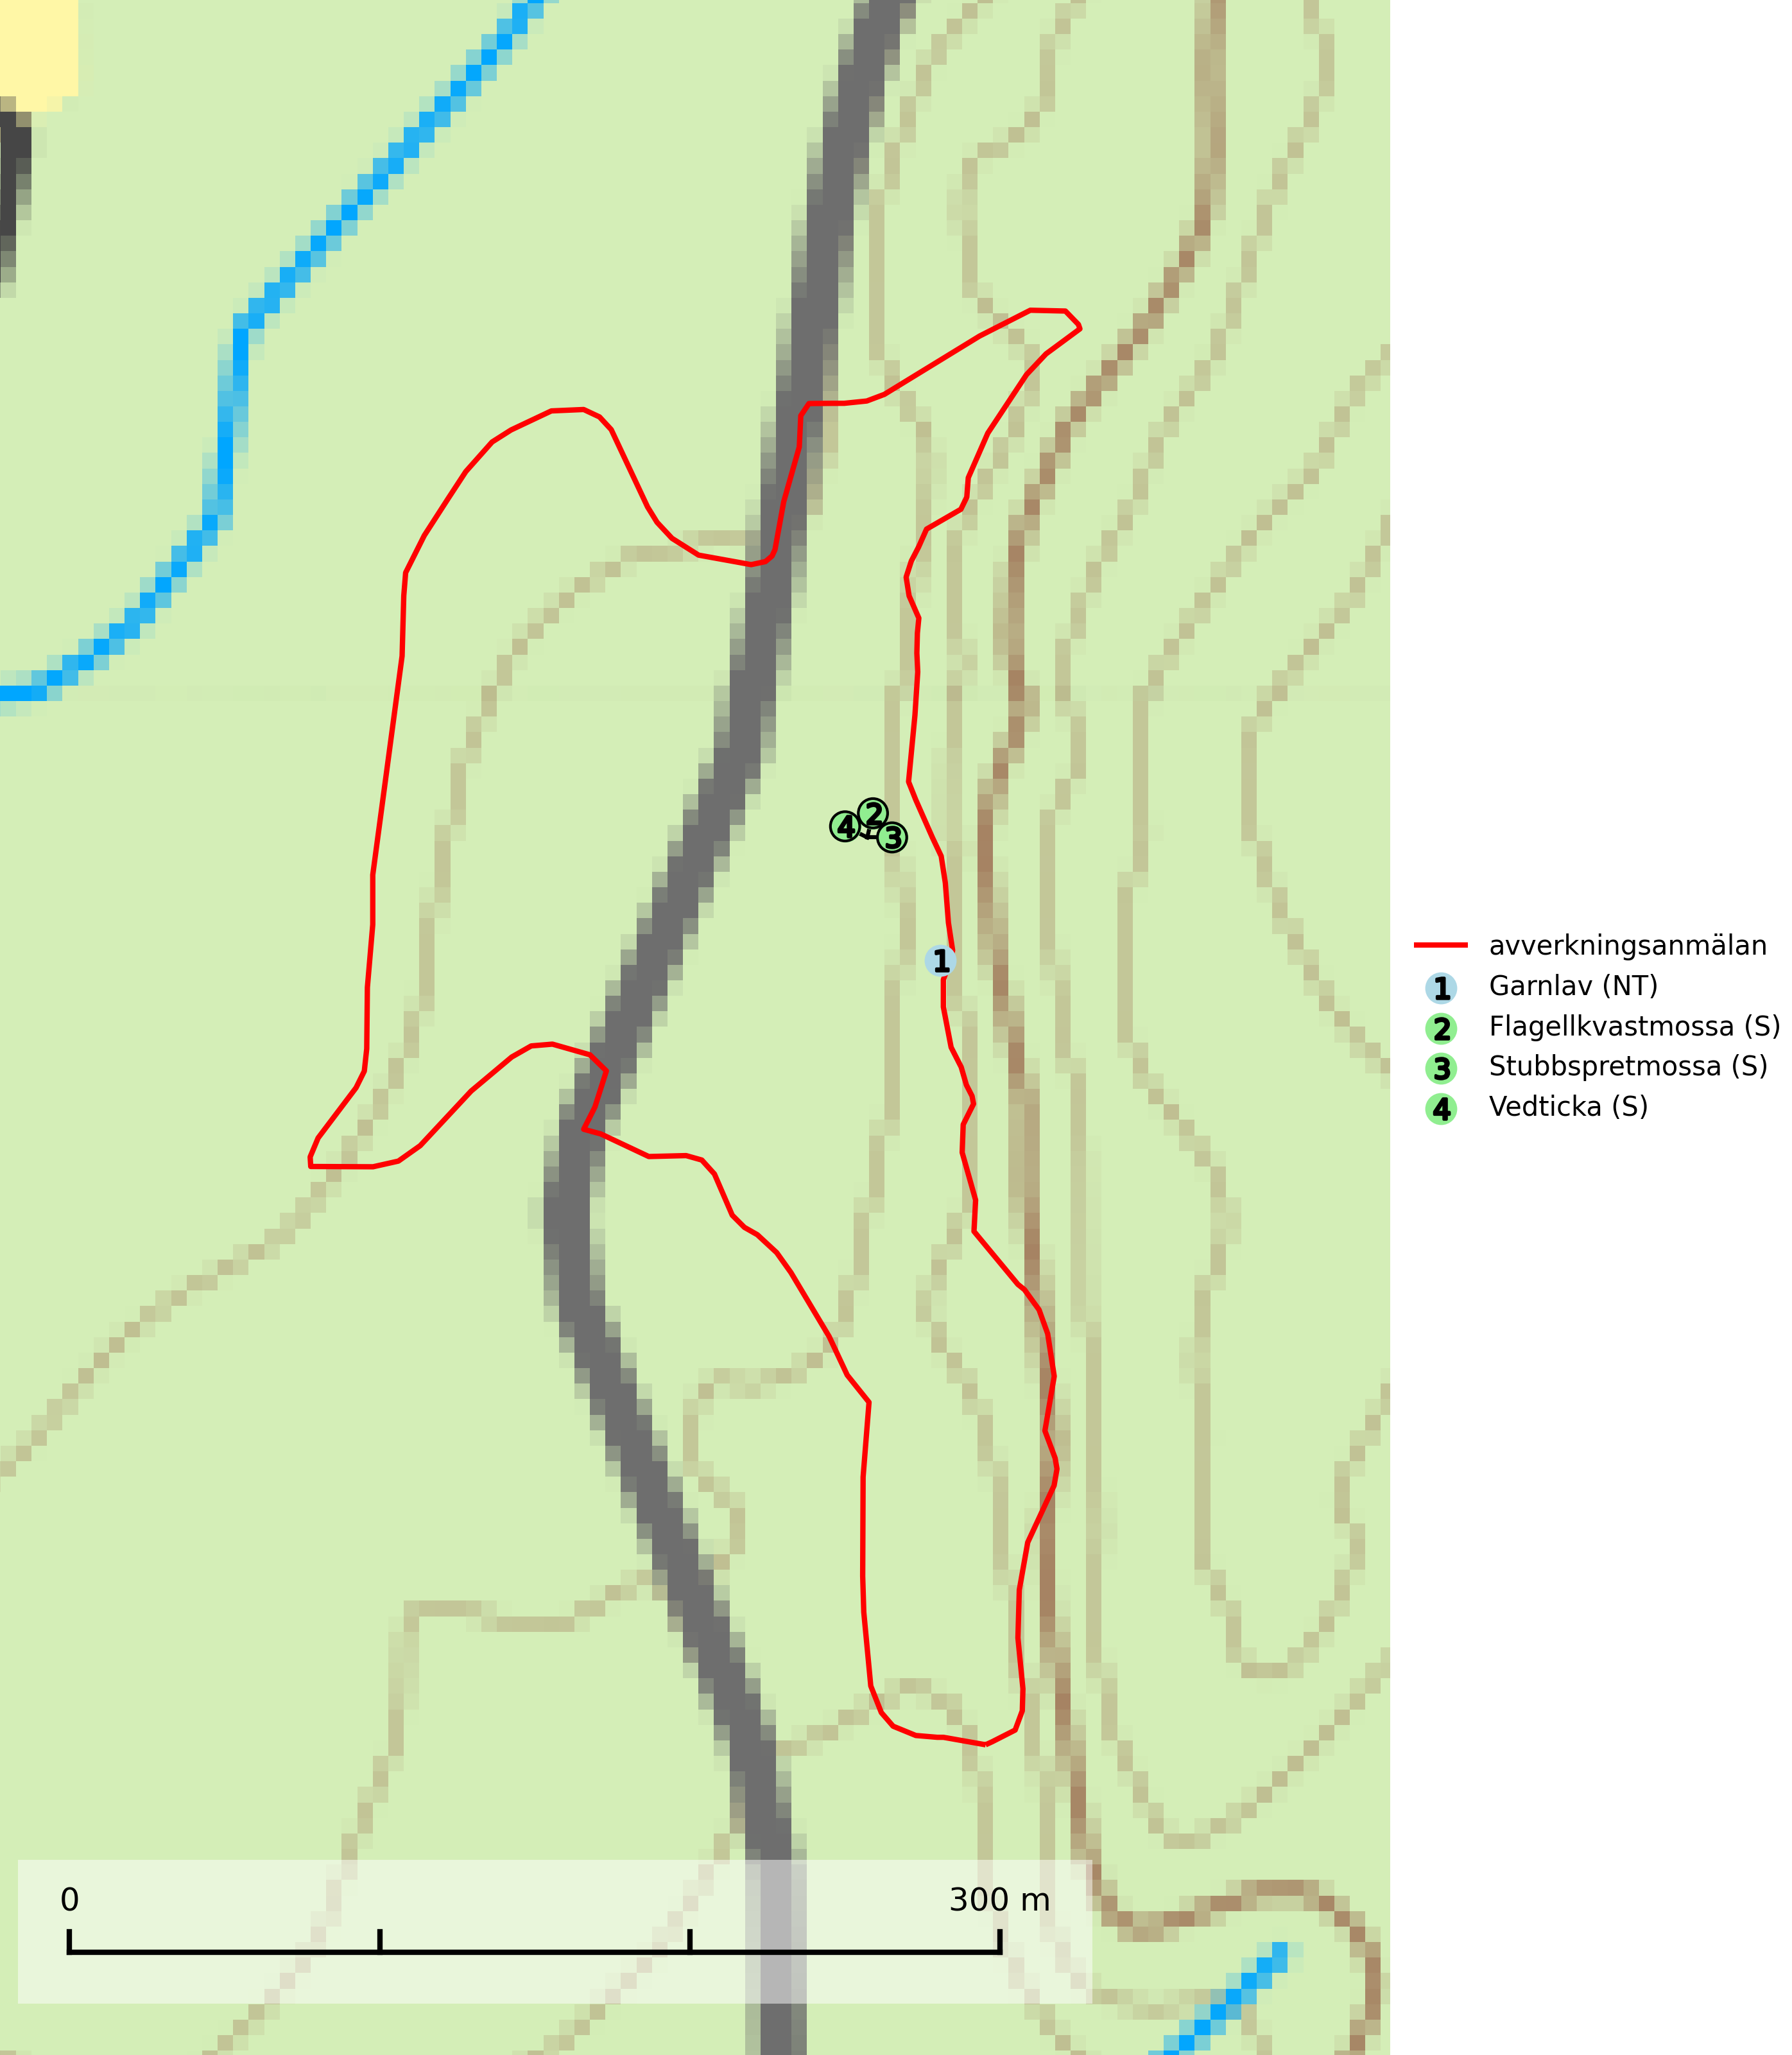 2
4
3
1
avverkningsanmälan
1 Garnlav (NT)
2 Flagellkvastmossa (S)
3 Stubbspretmossa (S)
4 Vedticka (S)
0 300 m